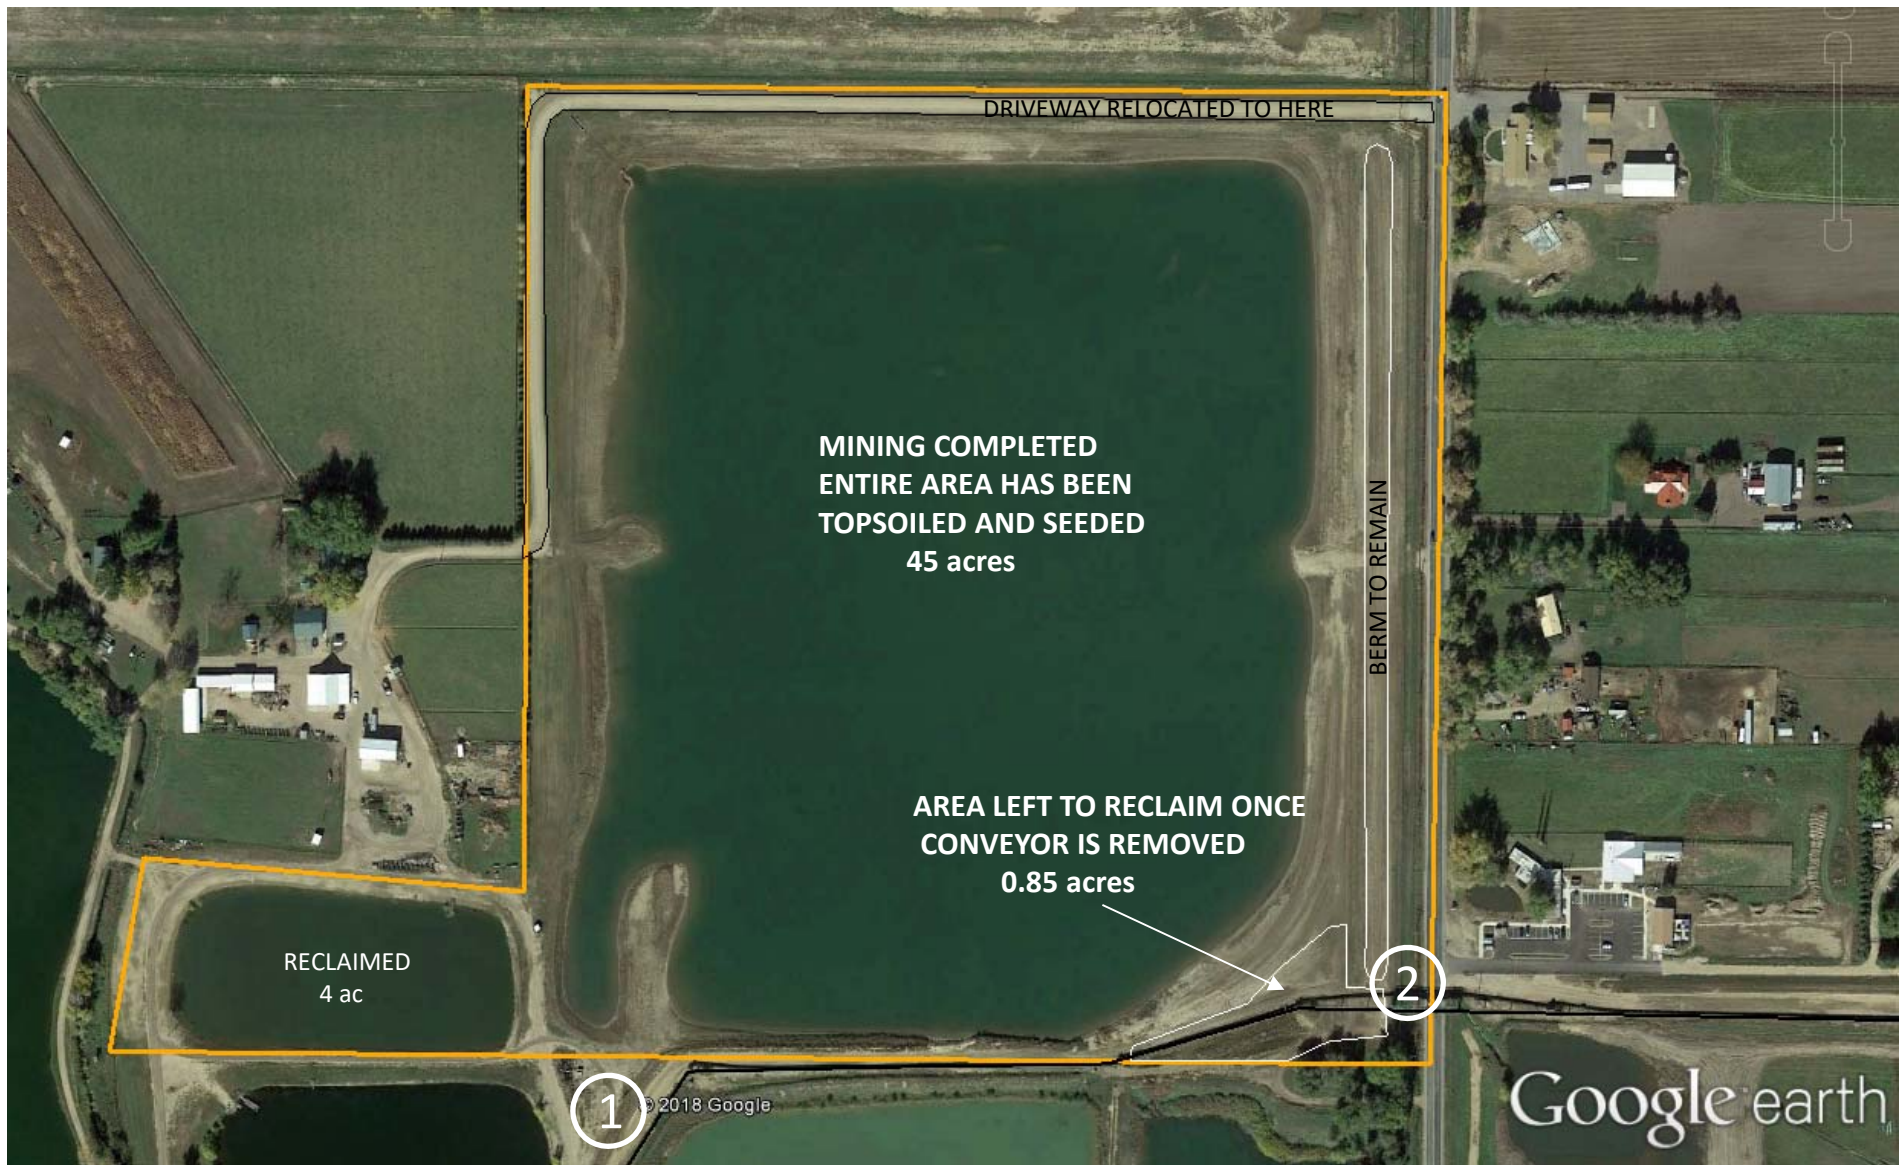 DRIVEWAY RELOCATED TO HERE
MINING COMPLETED
ENTIRE AREA HAS BEEN
TOPSOILED AND SEEDED
45 acres
BERM TO REMAIN
AREA LEFT TO RECLAIM ONCE
CONVEYOR IS REMOVED
0.85 acres
RECLAIMED
4 ac
2
1
© 2018 Google
Google earth